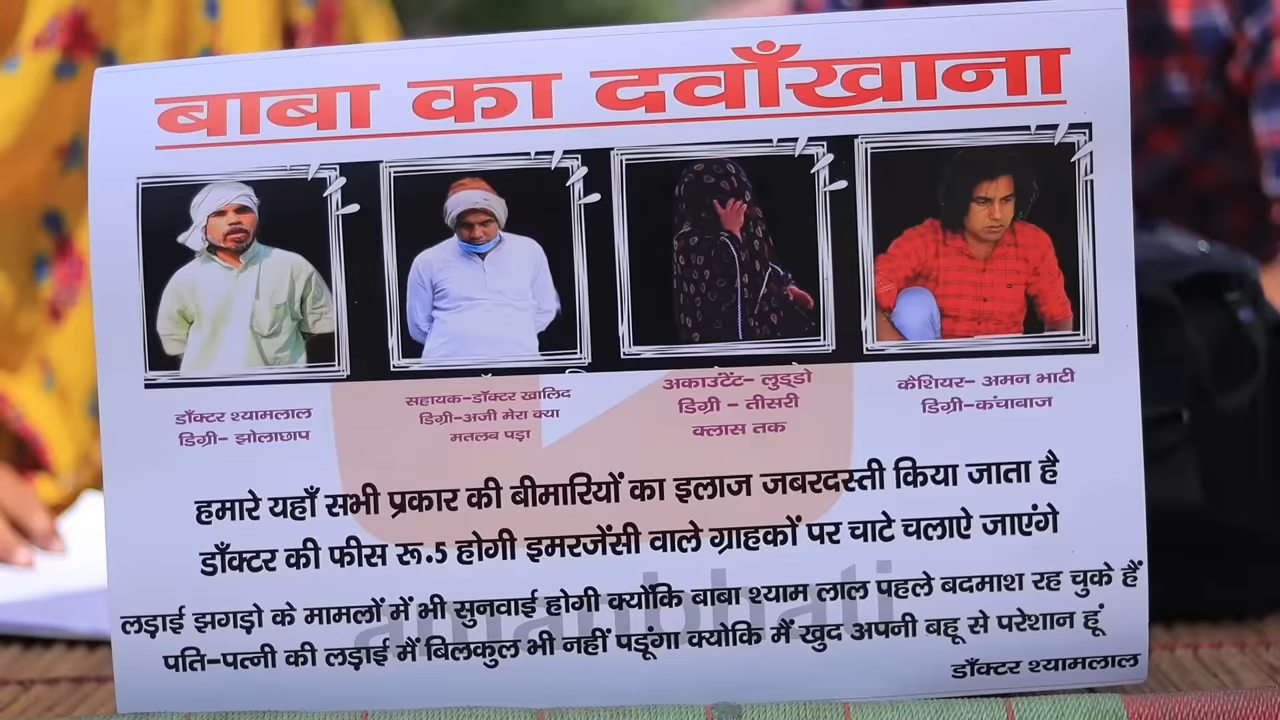 बाबा का दवाँखाना
डॉक्टर श्यामलाल
डिग्री- झोलाछाप
सहायक-डॉक्टर खालिद
डिग्री-अजी मेरा क्या
मतलब पड़ा
अकाउंटेंट- लुड्डो
डिग्री - तीसरी
क्लास तक
कैशियर- अमन भाटी
डिग्री-कंचाबाज
हमारे यहाँ सभी प्रकार की बीमारियों का इलाज जबरदस्ती किया जाता है
डॉक्टर की फीस रू.5 होगी इमरजेंसी वाले ग्राहकों पर चाटे चलाऐ जाएंगे
लड़ाई झगड़ो के मामलों में भी सुनवाई होगी क्योंकि बाबा श्याम लाल पहले बदमाश रह चुके हैं
पति-पत्नी की लड़ाई मैं बिलकुल भी नहीं पडूंगा क्योकि मैं खुद अपनी बहू से परेशान हूं
डॉक्टर श्यामलाल
amanbhati